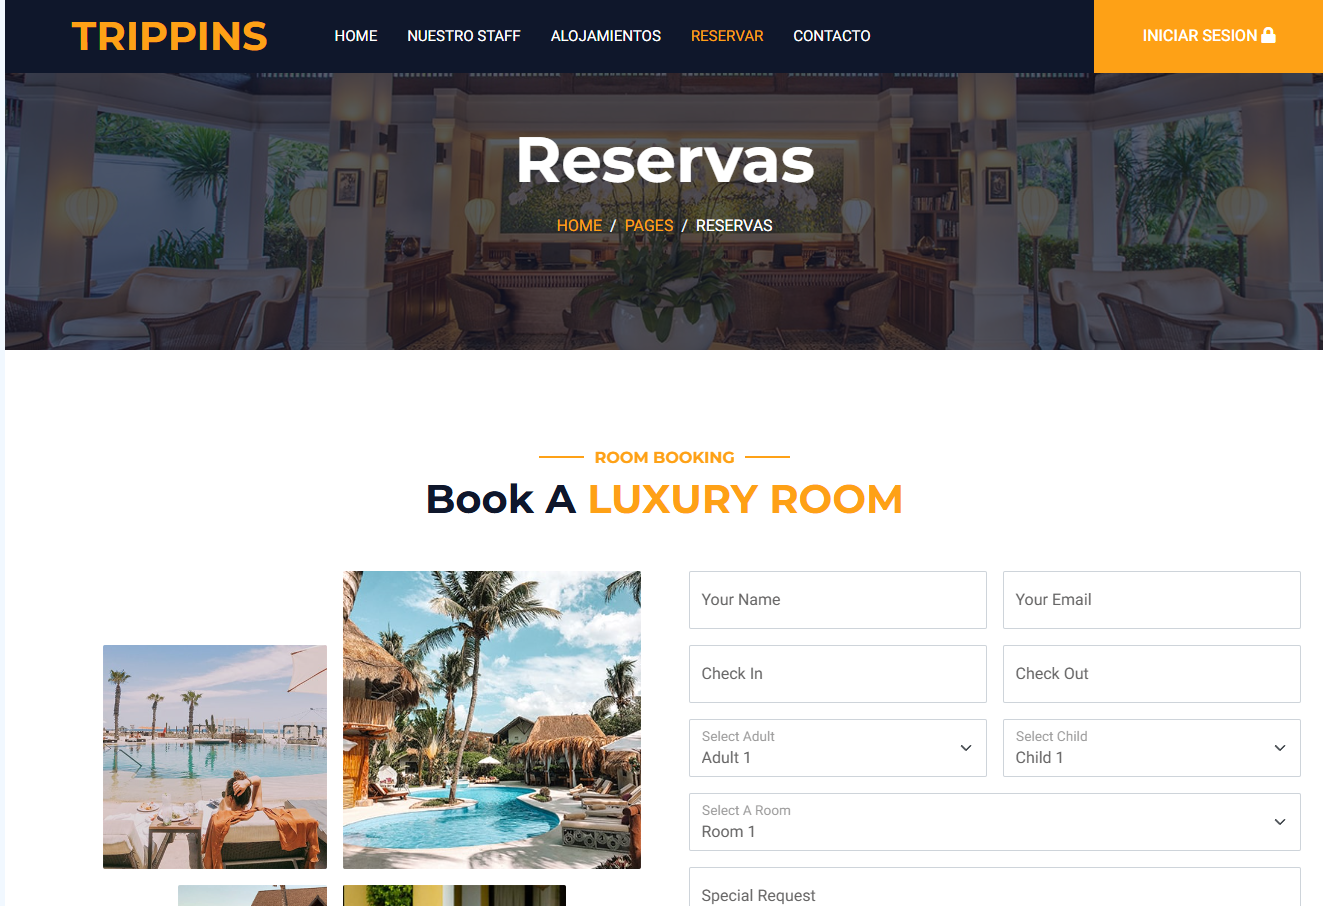 TRIPPINS
HOME
NUESTRO STAFF
ALOJAMIENTOS
RESERVAR
CONTACTO
INICIAR SESION
Reservas
HOME / PAGES / RESERVAS
ROOM BOOKING
Book A LUXURY ROOM
Your Name
Your Email
Check In
Check Out
Select Adult
Adult 1
Select Child
Child 1
Select A Room
Room 1
Special Request